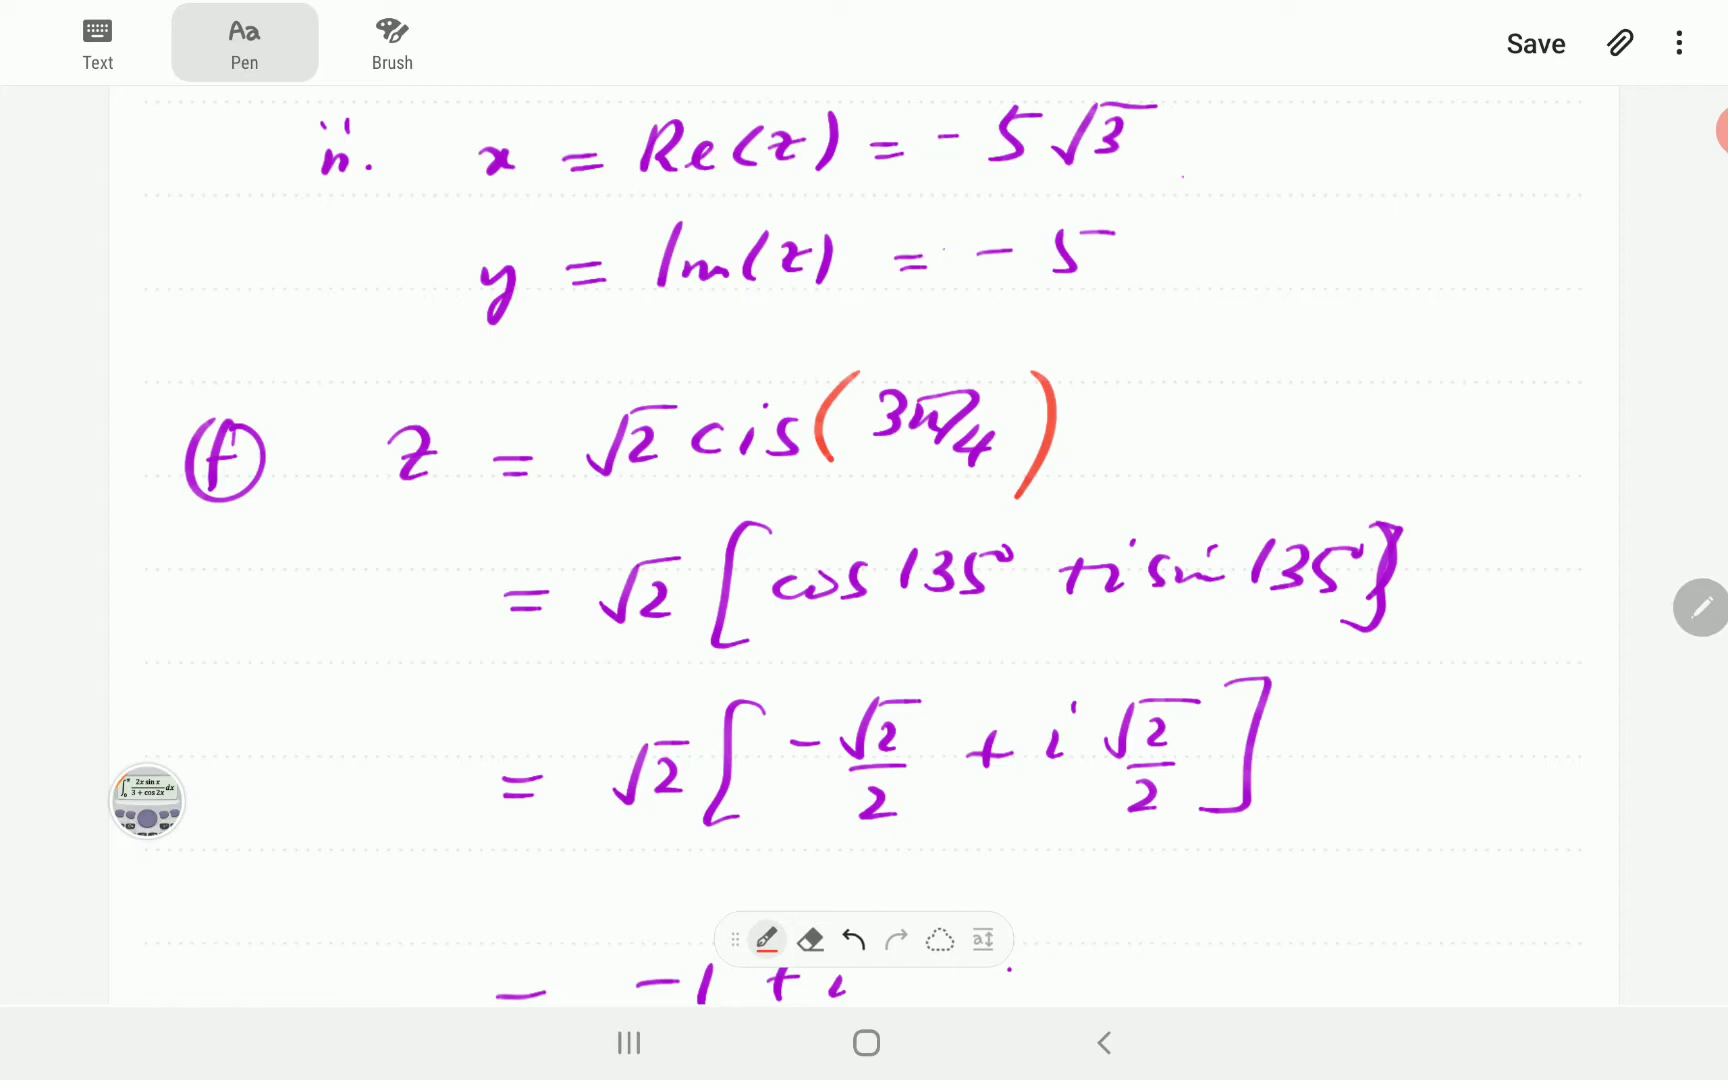 Text
Aa
Pen
Brush
Save
ii. x = Re(z) = -5√3
y = Im(z) = -5
(f) z = √2 cis(3π/4)
= √2 [cos 135° + i sin 135°]
= √2 [-√2/2 + i √2/2]
= -1 + i